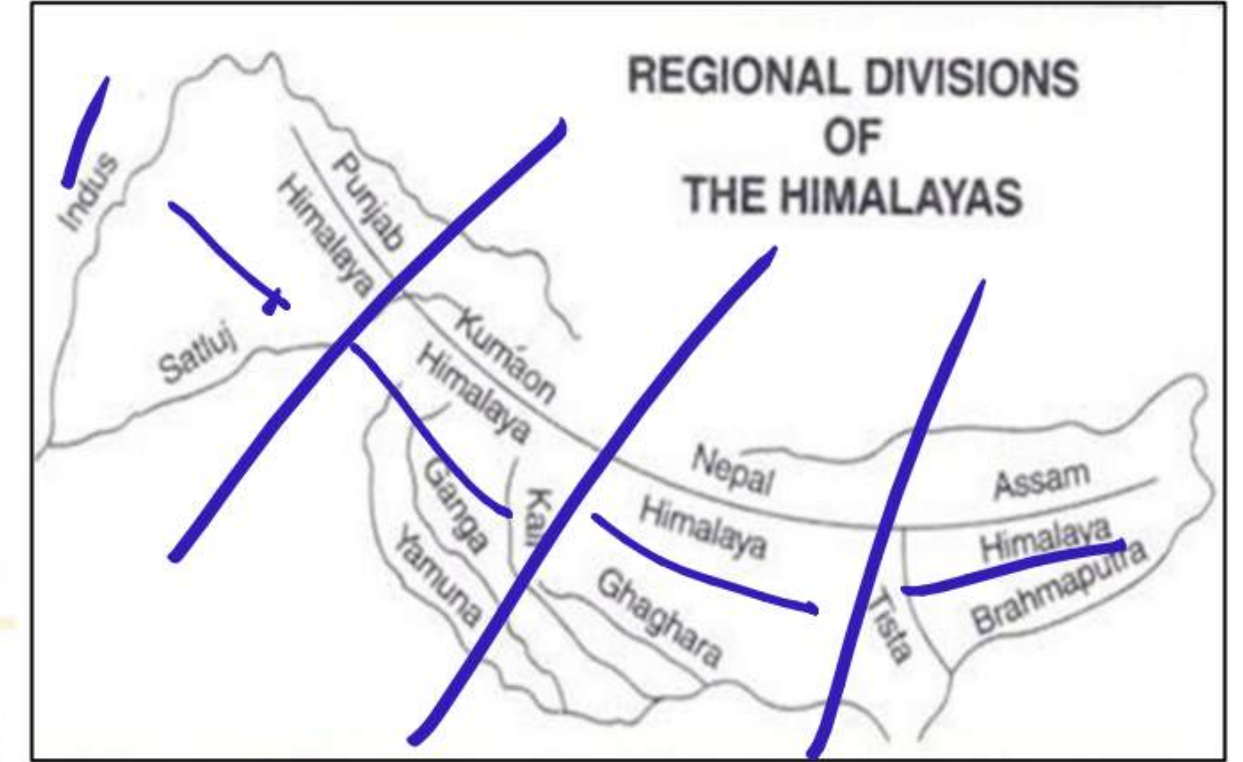 REGIONAL DIVISIONS
OF
THE HIMALAYAS
Indus
Punjab
Himalaya
Satluj
Kumáon
Himalaya
Ganga
Kali
Yamuna
Nepal
Himalaya
Ghaghara
Tista
Assam
Himalaya
Brahmaputra